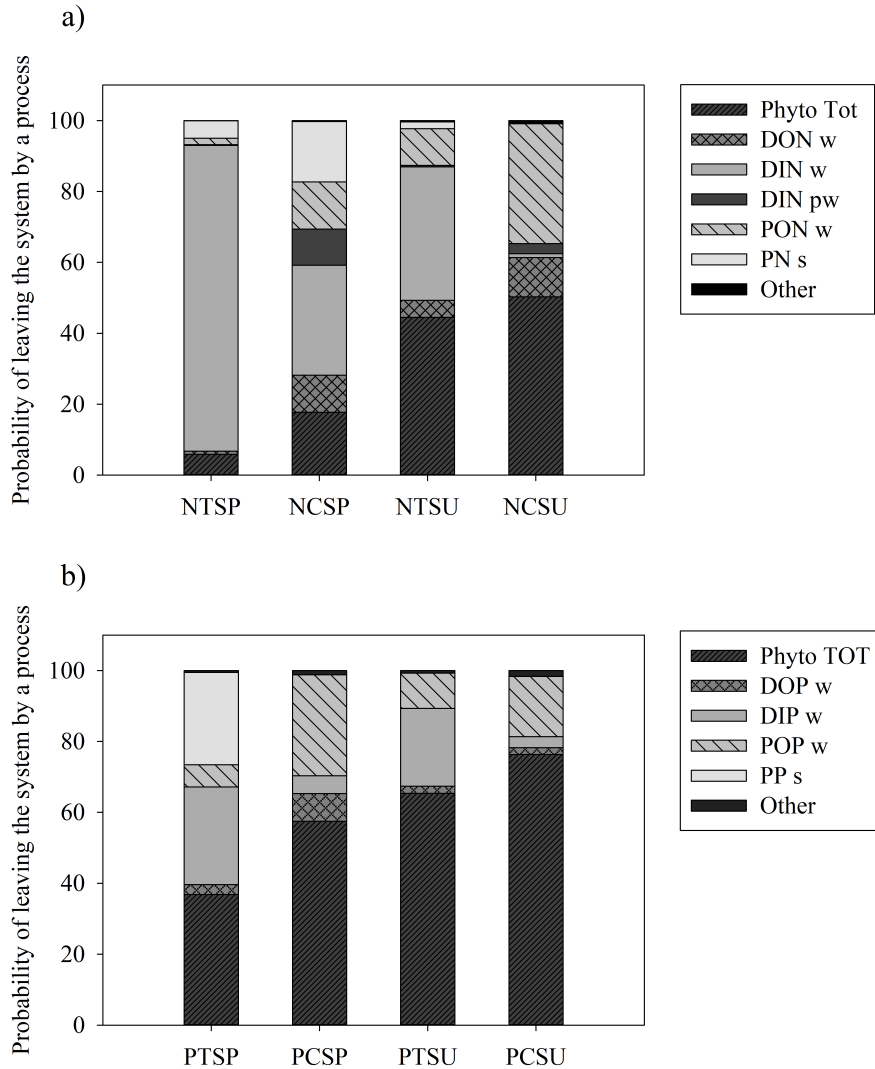 a)
Probability of leaving the system by a process
100
80
60
40
20
0
NTSP NCSP NTSU NCSU
Phyto Tot
DON w
DIN w
DIN pw
PON w
PN s
Other
b)
Probability of leaving the system by a process
100
80
60
40
20
0
PTSP PCSP PTSU PCSU
Phyto TOT
DOP w
DIP w
POP w
PP s
Other